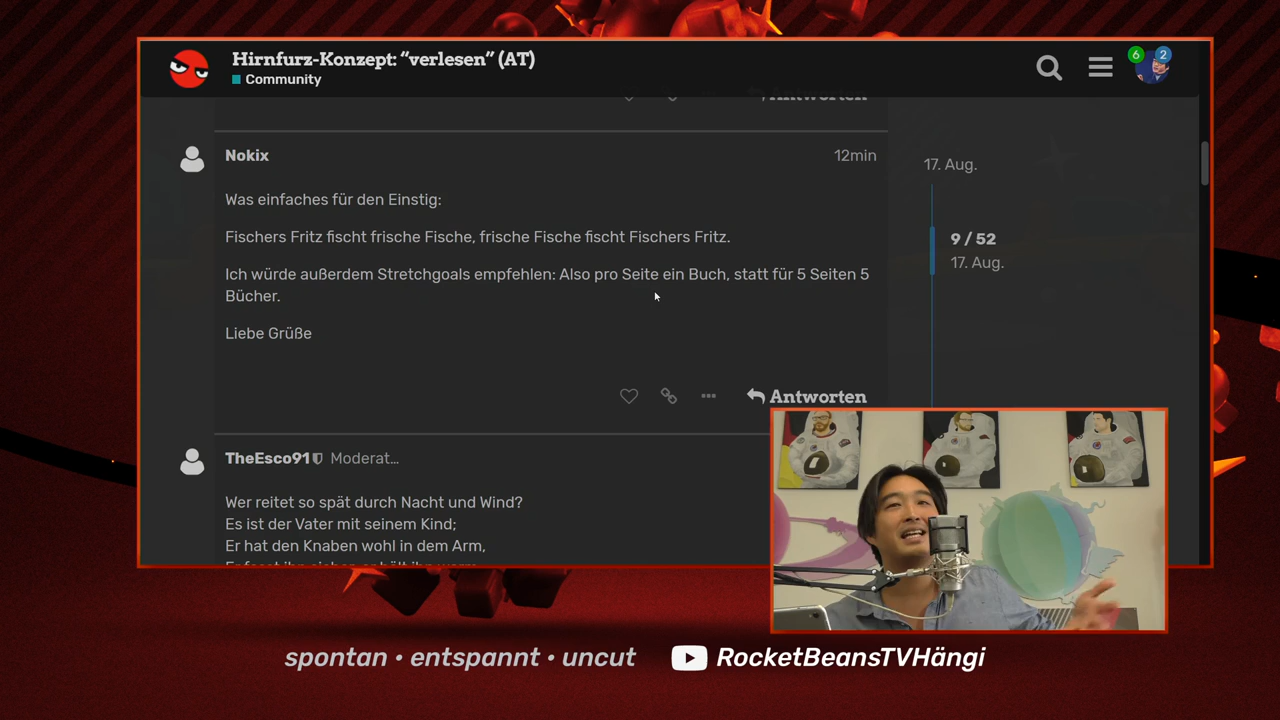 Hirnfurz-Konzept: “verlesen” (AT)
Community
6
2
Antworten
Nokix
12min
17. Aug.
Was einfaches für den Einstig:
Fischers Fritz fischt frische Fische, frische Fische fischt Fischers Fritz.
9 / 52
17. Aug.
Ich würde außerdem Stretchgoals empfehlen: Also pro Seite ein Buch, statt für 5 Seiten 5
Bücher.
Liebe Grüße
Antworten
TheEsco91 Moderat...
Wer reitet so spät durch Nacht und Wind?
Es ist der Vater mit seinem Kind;
Er hat den Knaben wohl in dem Arm,
spontan • entspannt • uncut
RocketBeansTVHängi